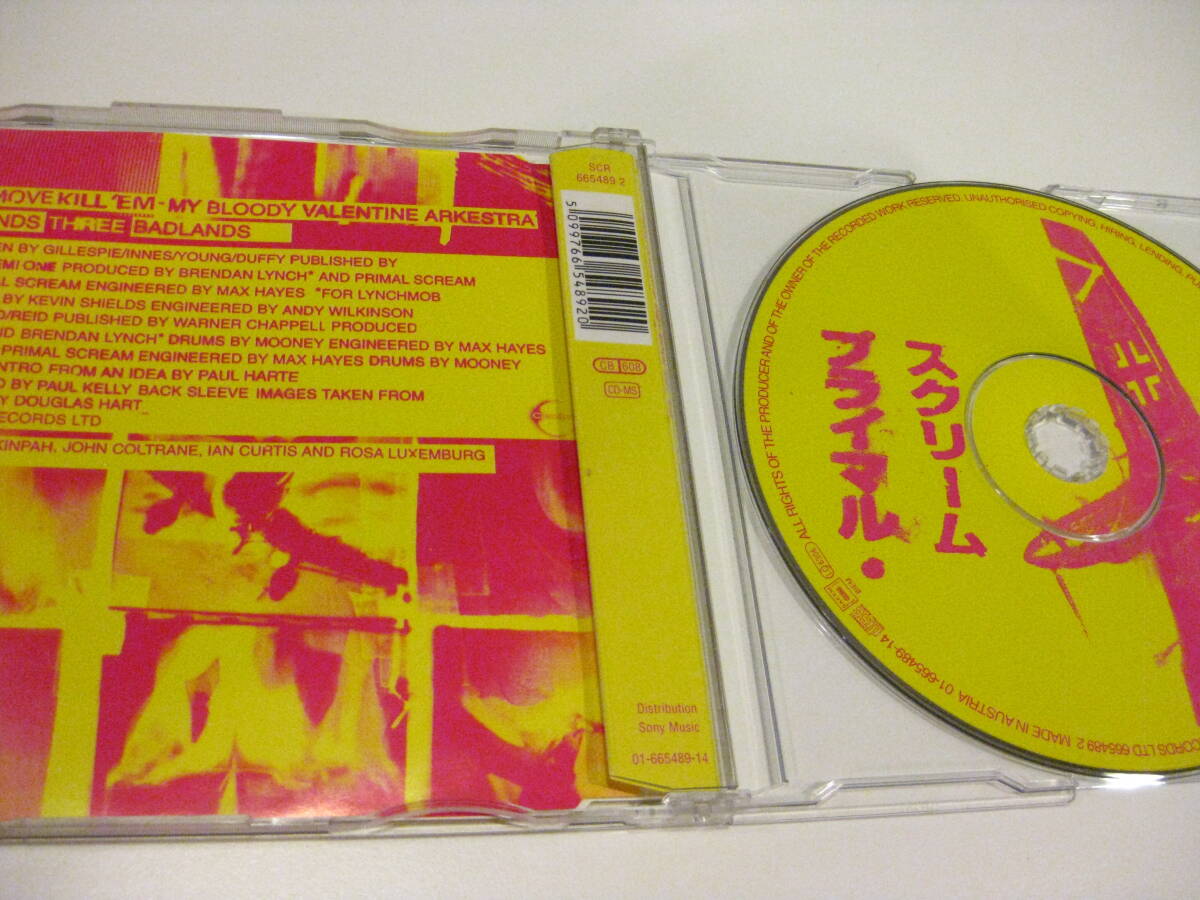 MOVE KILL 'EM - MY BLOODY VALENTINE ARKESTRA
THREE BADLANDS
BY GILLESPIE/INNES/YOUNG/DUFFY PUBLISHED BY
ONE PRODUCED BY BRENDAN LYNCH* AND PRIMAL SCREAM
SCREAM ENGINEERED BY MAX HAYES *FOR LYNCHMOB
BY KEVIN SHIELDS ENGINEERED BY ANDY WILKINSON
/REID PUBLISHED BY WARNER CHAPPELL PRODUCED
BRENDAN LYNCH* DRUMS BY MOONEY ENGINEERED BY MAX HAYES
PRIMAL SCREAM ENGINEERED BY MAX HAYES DRUMS BY MOONEY
INTRO FROM AN IDEA BY PAUL HARTE
BY PAUL KELLY BACK SLEEVE IMAGES TAKEN FROM
DOUGLAS HART
RECORDS LTD
JOHN COLTRANE, IAN CURTIS AND ROSA LUXEMBURG
SCR
665489 2
5099766548920
CB 608
CD-MS
Distribution
Sony Music
01-665489-14
ALL RIGHTS OF THE PRODUCER AND OF THE OWNER OF THE RECORDED WORK RESERVED. UNAUTHORISED COPYING, HIRING, LENDING,
プライマル・
スクリーム
LTD 665489 2 MADE IN AUSTRIA 01-665489-14